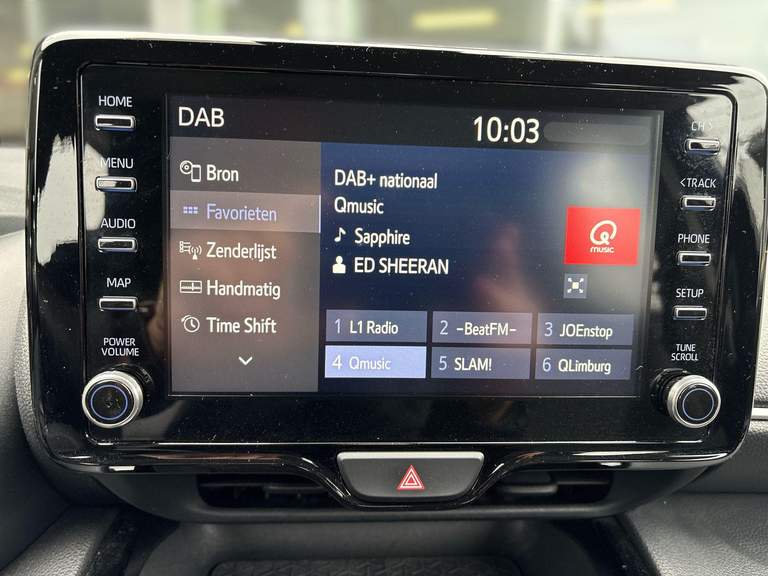 HOME
MENU
AUDIO
MAP
POWER
VOLUME
DAB
10:03
Bron
Favorieten
Zenderlijst
Handmatig
Time Shift
DAB+ nationaal
Qmusic
Sapphire
ED SHEERAN
Q
music
1 L1 Radio
2 -BeatFM-
3 JOEnstop
4 Qmusic
5 SLAM!
6 QLimburg
CH >
< TRACK
PHONE
SETUP
TUNE
SCROLL